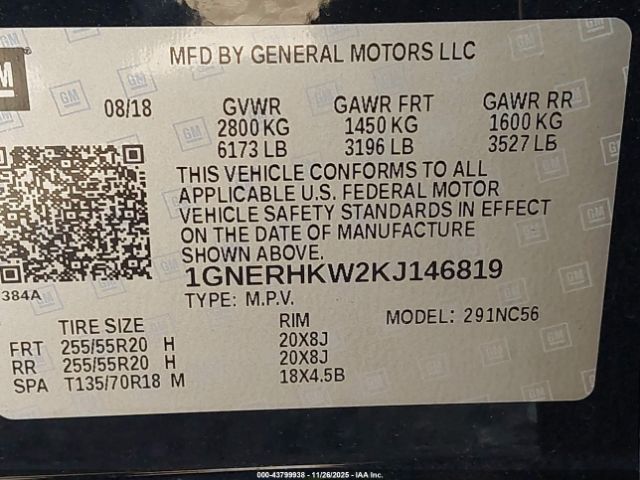 GM
MFD BY GENERAL MOTORS LLC
08/18 GVWR GAWR FRT GAWR RR
2800 KG 1450 KG 1600 KG
6173 LB 3196 LB 3527 LB
THIS VEHICLE CONFORMS TO ALL
APPLICABLE U.S. FEDERAL MOTOR
VEHICLE SAFETY STANDARDS IN EFFECT
ON THE DATE OF MANUFACTURE
SHOWN ABOVE.
1GNERHKW2KJ146819
384A
TYPE: M.P.V. MODEL: 291NC56
TIRE SIZE RIM
FRT 255/55R20 H 20X8J
RR 255/55R20 H 20X8J
SPA T135/70R18 M 18X4.5B
000-43799938 - 11/26/2025 - IAA Inc.